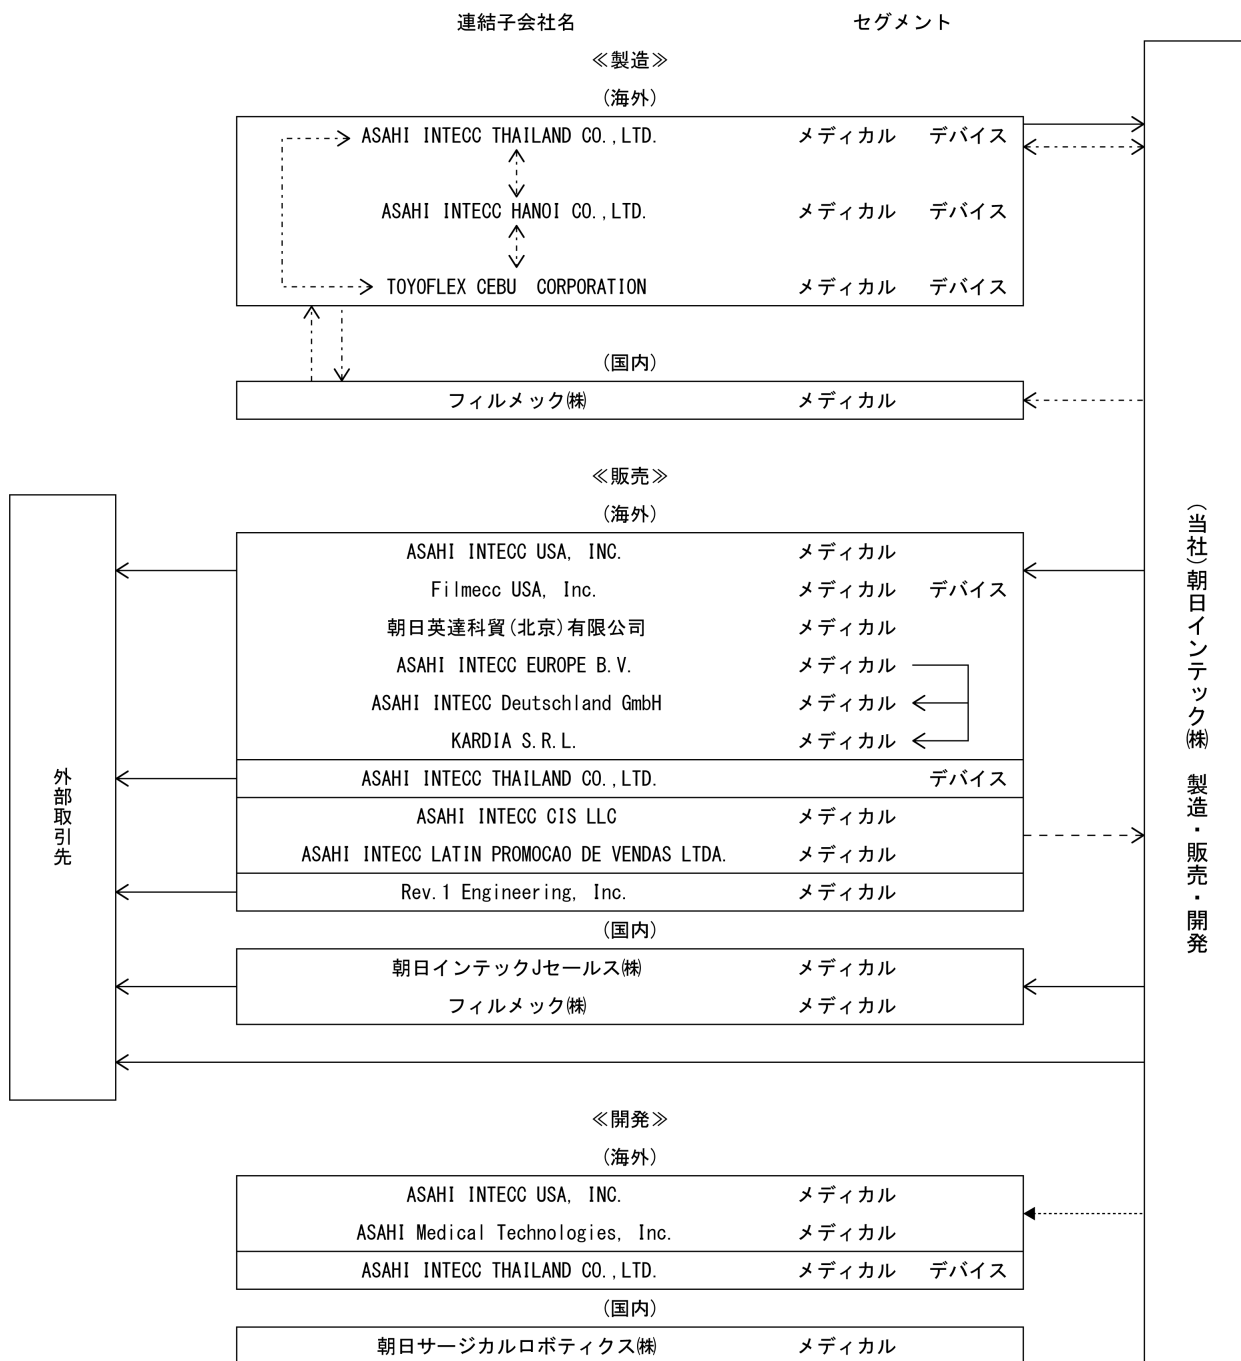 連結子会社名 セグメント
≪製造≫
(海外)
ASAHI INTECC THAILAND CO.,LTD. メディカル デバイス
ASAHI INTECC HANOI CO.,LTD. メディカル デバイス
TOYOFLEX CEBU CORPORATION メディカル デバイス
(国内)
フィルメック㈱ メディカル
≪販売≫
(海外)
ASAHI INTECC USA, INC. メディカル
Filmecc USA, Inc. メディカル デバイス
朝日英達科貿(北京)有限公司 メディカル
ASAHI INTECC EUROPE B.V. メディカル
ASAHI INTECC Deutschland GmbH メディカル
KARDIA S.R.L. メディカル
ASAHI INTECC THAILAND CO.,LTD. デバイス
ASAHI INTECC CIS LLC メディカル
ASAHI INTECC LATIN PROMOCAO DE VENDAS LTDA. メディカル
Rev.1 Engineering, Inc. メディカル
(国内)
朝日インテックJセールス㈱ メディカル
フィルメック㈱ メディカル
≪開発≫
(海外)
ASAHI INTECC USA, INC. メディカル
ASAHI Medical Technologies, Inc. メディカル
ASAHI INTECC THAILAND CO.,LTD. メディカル デバイス
(国内)
朝日サージカルロボティクス㈱ メディカル
外部取引先
(当社)朝日インテック㈱ 製造・販売・開発